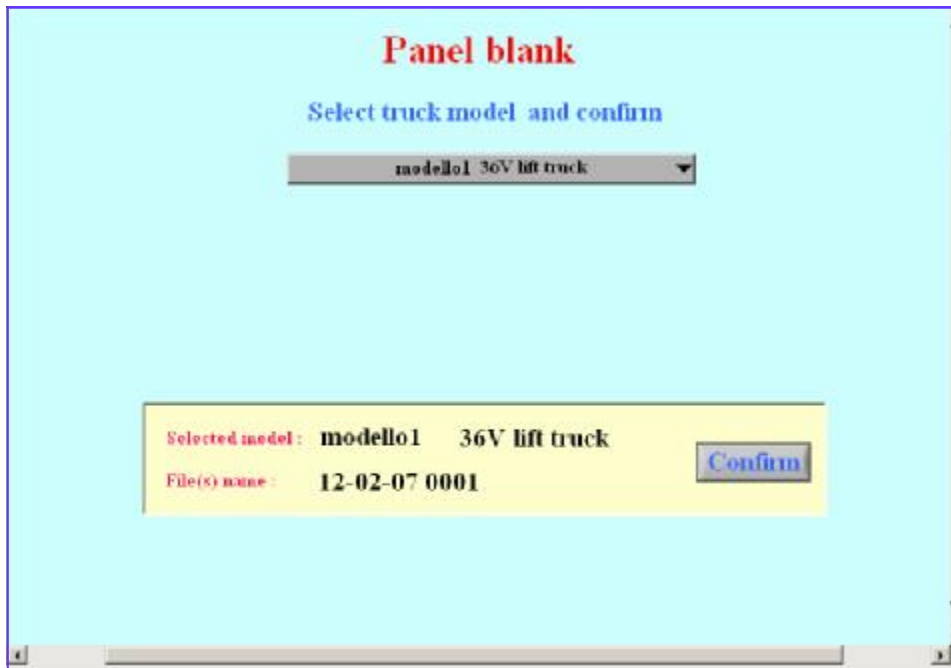 Panel blank
Select truck model and confirm
modello1 36V lift truck
Selected model : modello1 36V lift truck
File(s) name : 12-02-07 0001
Confirm